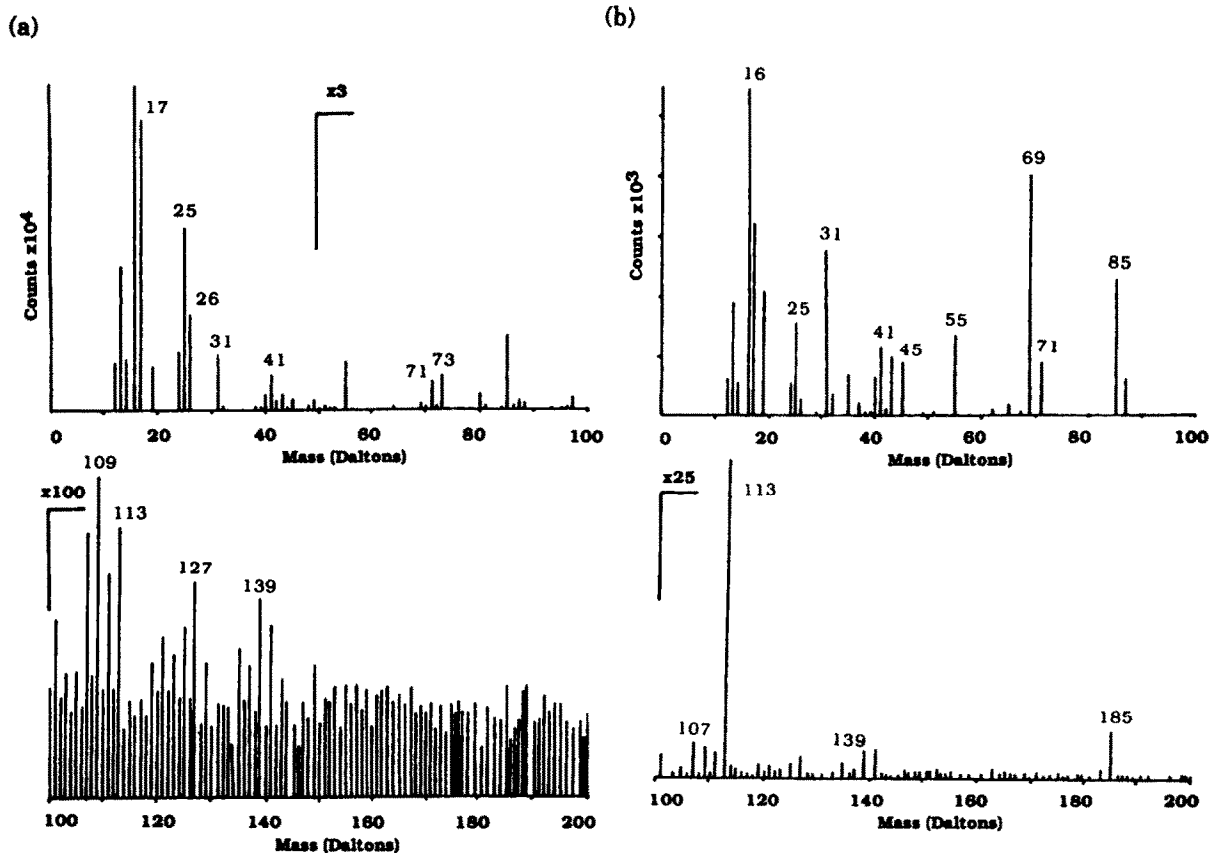 (a)
x3
17
25
26
31
41
71
73
Counts x10⁴
0 20 40 60 80 100
Mass (Daltons)
x100
109
113
127
139
100 120 140 160 180 200
Mass (Daltons)
(b)
16
69
31
85
25
55
41
45
71
Counts x10³
0 20 40 60 80 100
Mass (Daltons)
x25
113
107
139
185
100 120 140 160 180 200
Mass (Daltons)